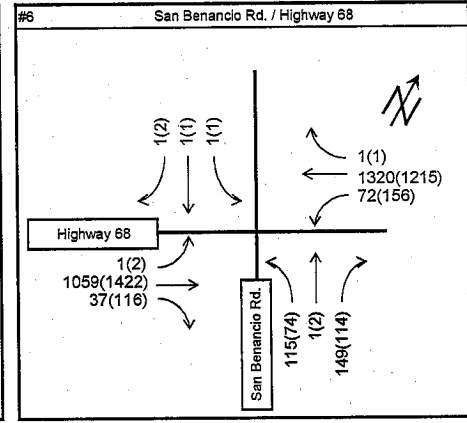 #6 San Benancio Rd. / Highway 68
N
1(2) 1(1) 1(1)
1(1)
1320(1215)
72(156)
Highway 68
1(2)
1059(1422)
37(116)
San Benancio Rd.
115(74) 1(2) 149(114)